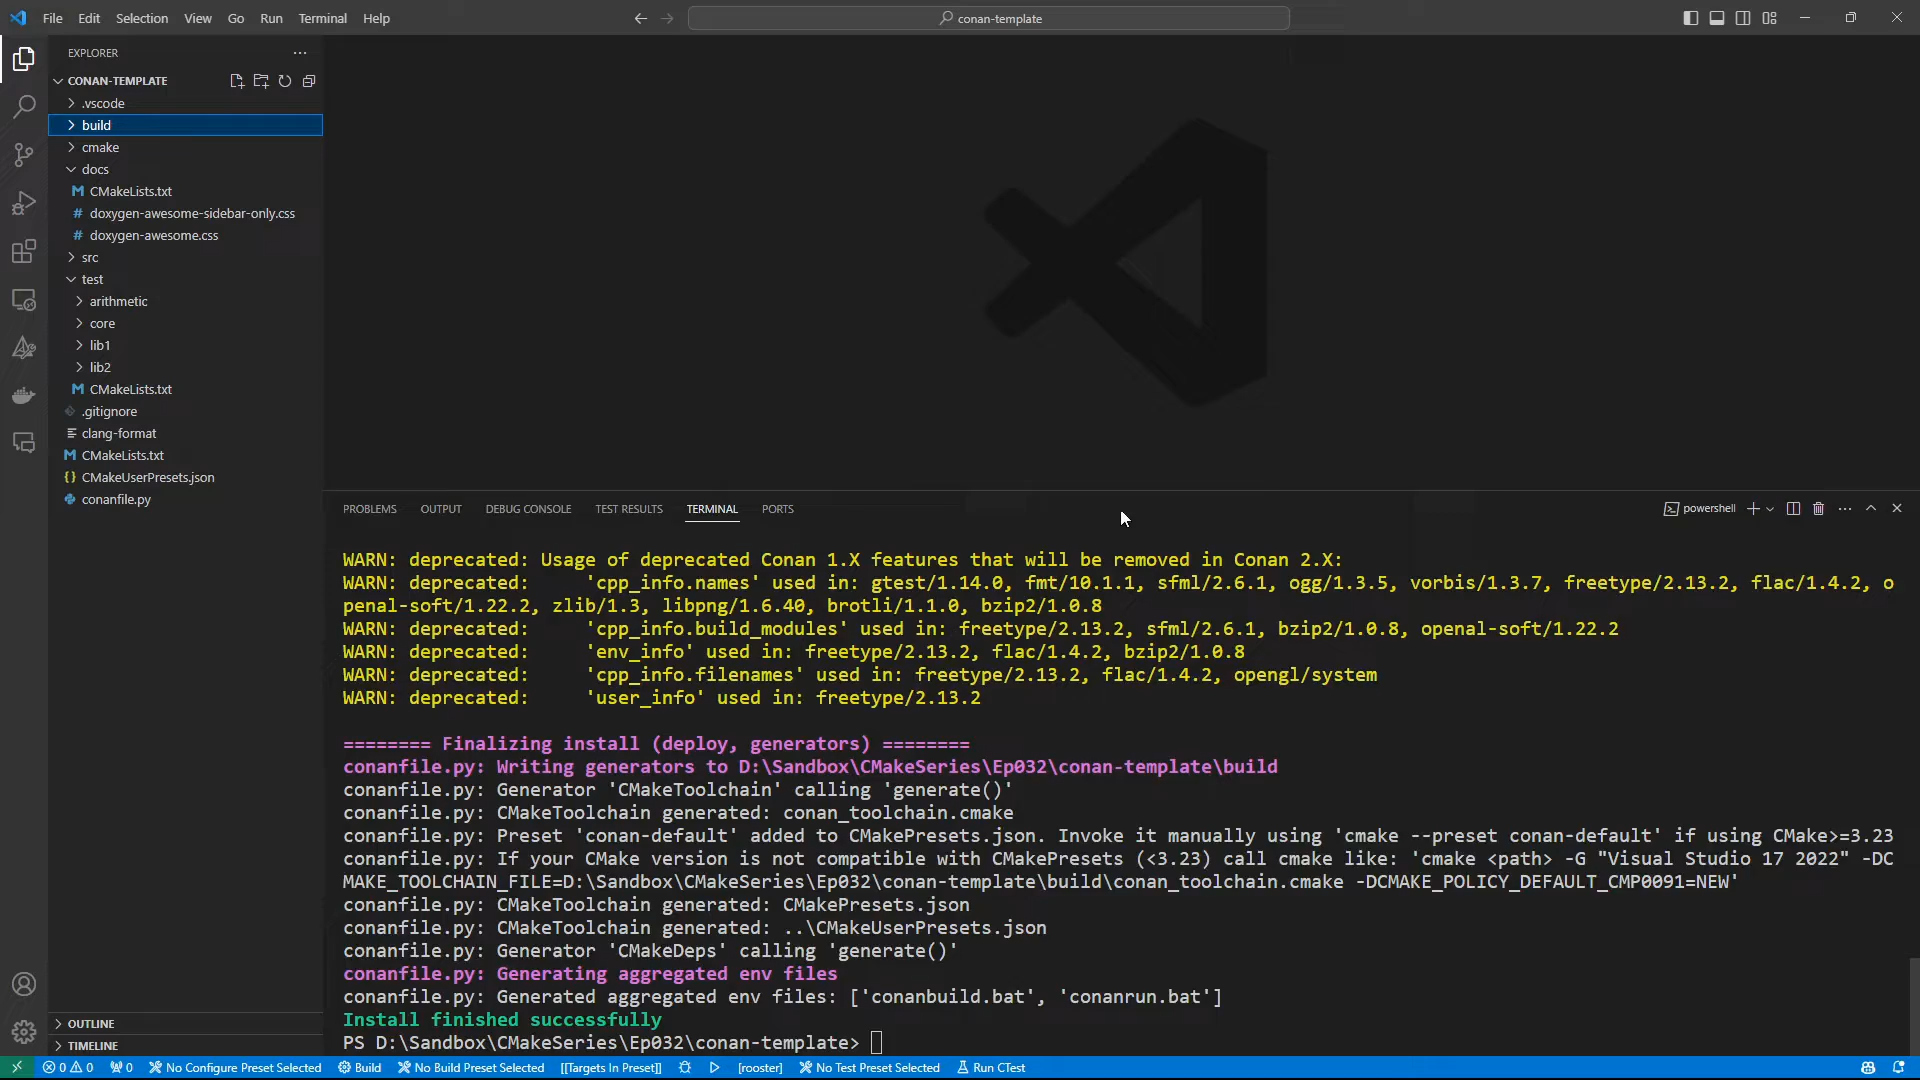 File Edit Selection View Go Run Terminal Help
conan-template
EXPLORER
CONAN-TEMPLATE
.vscode
build
cmake
docs
CMakeLists.txt
doxygen-awesome-sidebar-only.css
doxygen-awesome.css
src
test
arithmetic
core
lib1
lib2
CMakeLists.txt
.gitignore
clang-format
CMakeLists.txt
CMakeUserPresets.json
conanfile.py
OUTLINE
TIMELINE
PROBLEMS OUTPUT DEBUG CONSOLE TEST RESULTS TERMINAL PORTS
powershell
WARN: deprecated: Usage of deprecated Conan 1.X features that will be removed in Conan 2.X:
WARN: deprecated:     'cpp_info.names' used in: gtest/1.14.0, fmt/10.1.1, sfml/2.6.1, ogg/1.3.5, vorbis/1.3.7, freetype/2.13.2, flac/1.4.2, o
penal-soft/1.22.2, zlib/1.3, libpng/1.6.40, brotli/1.1.0, bzip2/1.0.8
WARN: deprecated:     'cpp_info.build_modules' used in: freetype/2.13.2, sfml/2.6.1, bzip2/1.0.8, openal-soft/1.22.2
WARN: deprecated:     'env_info' used in: freetype/2.13.2, flac/1.4.2, bzip2/1.0.8
WARN: deprecated:     'cpp_info.filenames' used in: freetype/2.13.2, flac/1.4.2, opengl/system
WARN: deprecated:     'user_info' used in: freetype/2.13.2
======== Finalizing install (deploy, generators) ========
conanfile.py: Writing generators to D:\Sandbox\CMakeSeries\Ep032\conan-template\build
conanfile.py: Generator 'CMakeToolchain' calling 'generate()'
conanfile.py: CMakeToolchain generated: conan_toolchain.cmake
conanfile.py: Preset 'conan-default' added to CMakePresets.json. Invoke it manually using 'cmake --preset conan-default' if using CMake>=3.23
conanfile.py: If your CMake version is not compatible with CMakePresets (<3.23) call cmake like: 'cmake <path> -G "Visual Studio 17 2022" -DC
MAKE_TOOLCHAIN_FILE=D:\Sandbox\CMakeSeries\Ep032\conan-template\build\conan_toolchain.cmake -DCMAKE_POLICY_DEFAULT_CMP0091=NEW'
conanfile.py: CMakeToolchain generated: CMakePresets.json
conanfile.py: CMakeToolchain generated: ..\CMakeUserPresets.json
conanfile.py: Generator 'CMakeDeps' calling 'generate()'
conanfile.py: Generating aggregated env files
conanfile.py: Generated aggregated env files: ['conanbuild.bat', 'conanrun.bat']
Install finished successfully
PS D:\Sandbox\CMakeSeries\Ep032\conan-template>
0 0 0 No Configure Preset Selected Build No Build Preset Selected [[Targets In Preset]] [rooster] No Test Preset Selected Run CTest